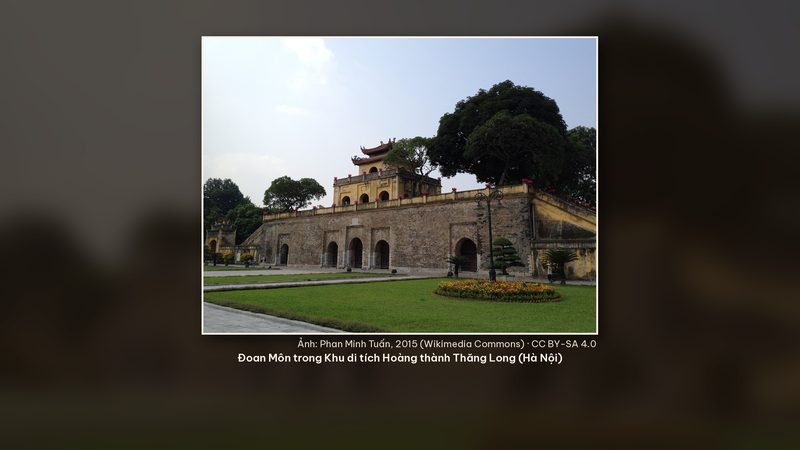 Ảnh: Phan Minh Tuấn, 2015 (Wikimedia Commons) · CC BY-SA 4.0
Đoan Môn trong Khu di tích Hoàng thành Thăng Long (Hà Nội)